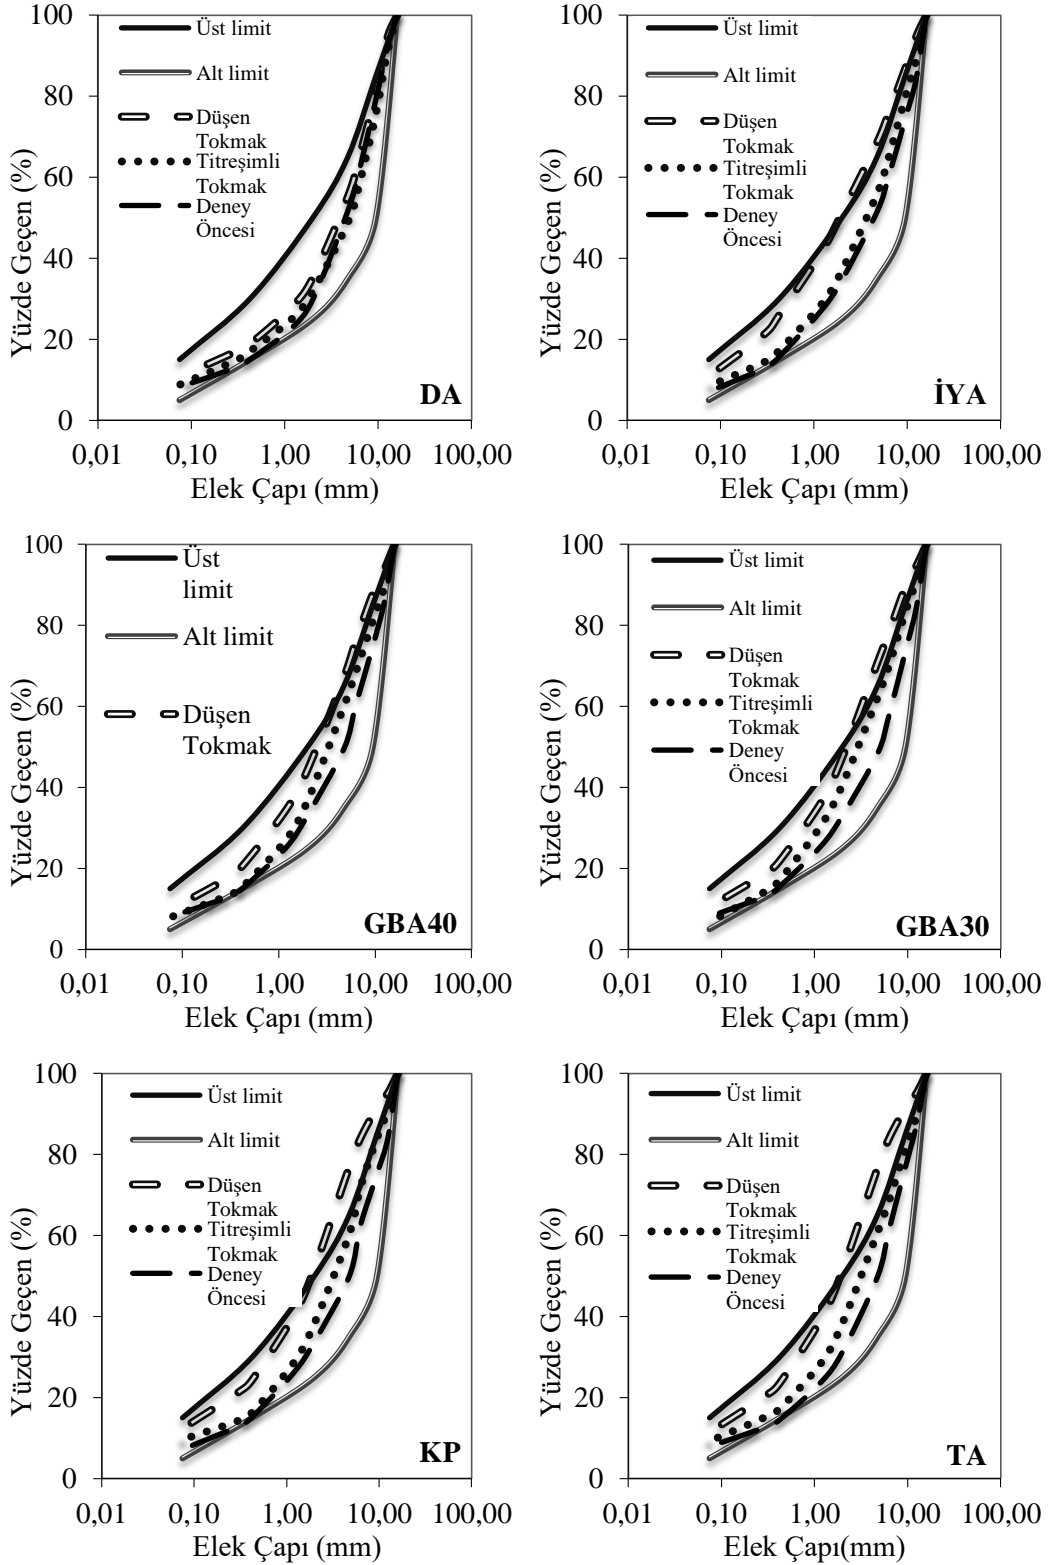 100
80
60
40
20
0
Yüzde Geçen (%)
Üst limit
Alt limit
Düşen
Tokmak
Titreşimli
Tokmak
Deney
Öncesi
DA
0,01 0,10 1,00 10,00 100,00
Elek Çapı (mm)
100
80
60
40
20
0
Yüzde Geçen (%)
Üst limit
Alt limit
Düşen
Tokmak
Titreşimli
Tokmak
Deney
Öncesi
İYA
0,01 0,10 1,00 10,00 100,00
Elek Çapı (mm)
100
80
60
40
20
0
Yüzde Geçen (%)
Üst
limit
Alt limit
Düşen
Tokmak
GBA40
0,01 0,10 1,00 10,00 100,00
Elek Çapı (mm)
100
80
60
40
20
0
Yüzde Geçen (%)
Üst limit
Alt limit
Düşen
Tokmak
Titreşimli
Tokmak
Deney
Öncesi
GBA30
0,01 0,10 1,00 10,00 100,00
Elek Çapı (mm)
100
80
60
40
20
0
Yüzde Geçen (%)
Üst limit
Alt limit
Düşen
Tokmak
Titreşimli
Tokmak
Deney
Öncesi
KP
0,01 0,10 1,00 10,00 100,00
Elek Çapı (mm)
100
80
60
40
20
0
Yüzde Geçen (%)
Üst limit
Alt limit
Düşen
Tokmak
Titreşimli
Tokmak
Deney
Öncesi
TA
0,01 0,10 1,00 10,00 100,00
Elek Çapı(mm)